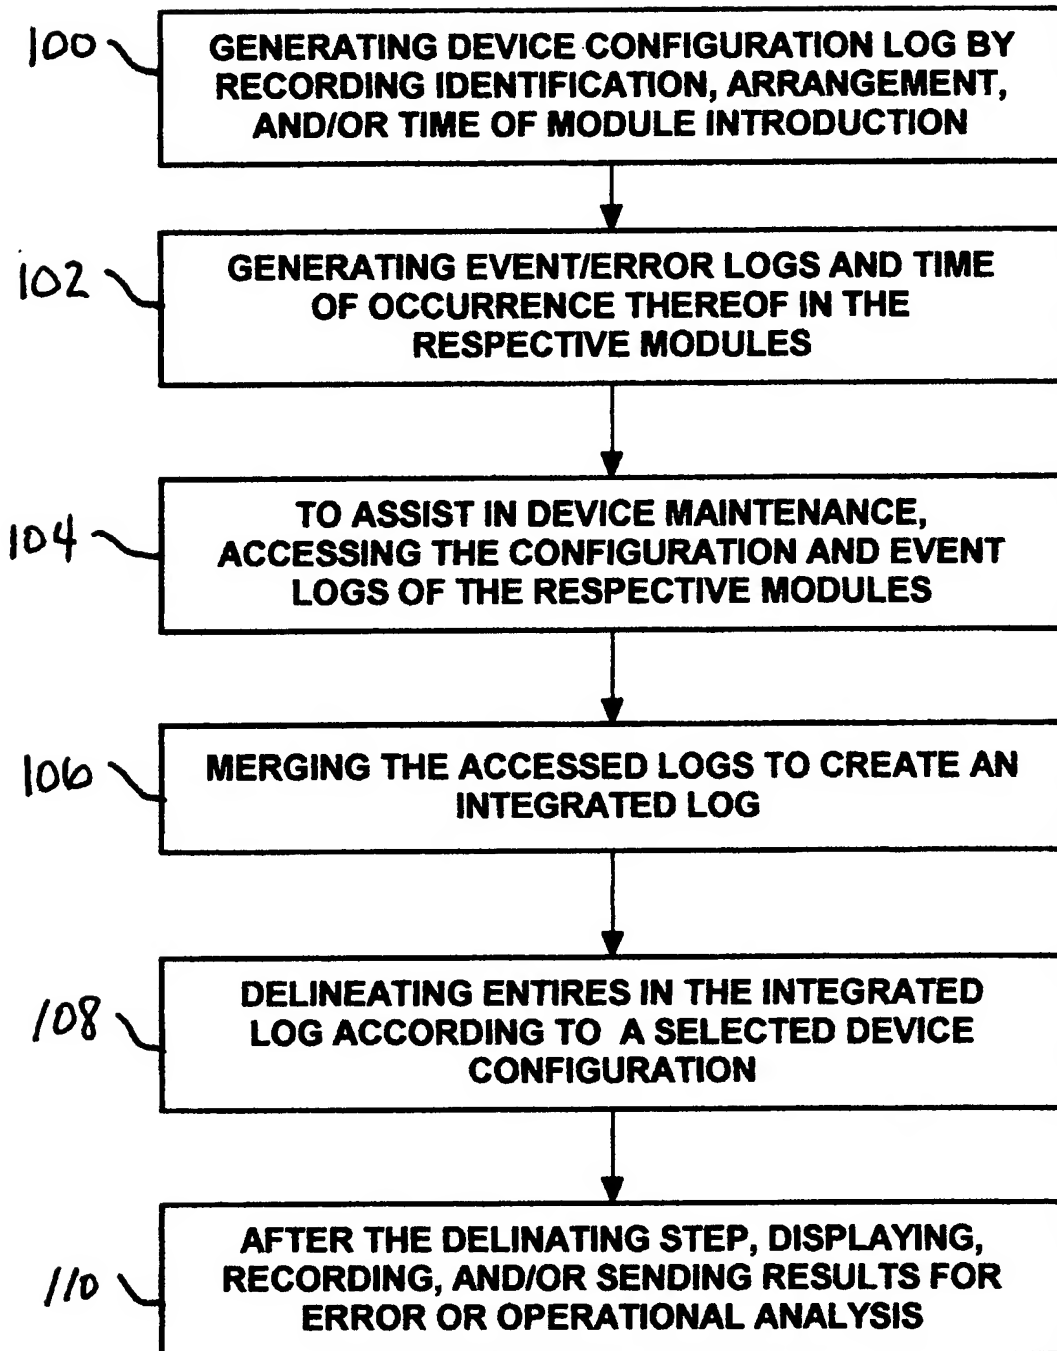 100
GENERATING DEVICE CONFIGURATION LOG BY
RECORDING IDENTIFICATION, ARRANGEMENT,
AND/OR TIME OF MODULE INTRODUCTION
102
GENERATING EVENT/ERROR LOGS AND TIME
OF OCCURRENCE THEREOF IN THE
RESPECTIVE MODULES
104
TO ASSIST IN DEVICE MAINTENANCE,
ACCESSING THE CONFIGURATION AND EVENT
LOGS OF THE RESPECTIVE MODULES
106
MERGING THE ACCESSED LOGS TO CREATE AN
INTEGRATED LOG
108
DELINEATING ENTIRES IN THE INTEGRATED
LOG ACCORDING TO A SELECTED DEVICE
CONFIGURATION
110
AFTER THE DELINATING STEP, DISPLAYING,
RECORDING, AND/OR SENDING RESULTS FOR
ERROR OR OPERATIONAL ANALYSIS